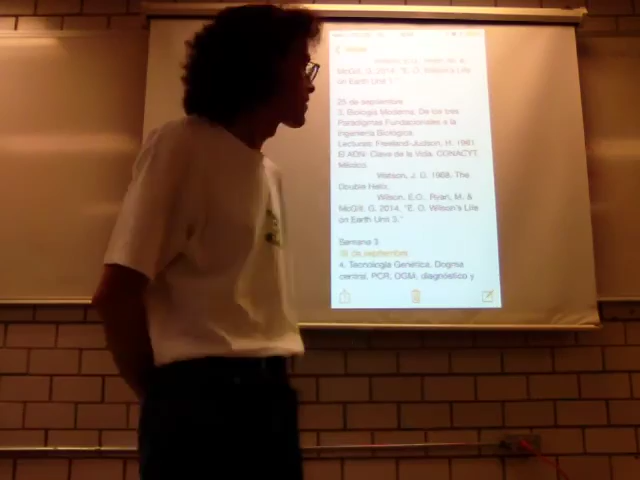 McGill, G. 2014. "E. O. Wilson's Life
on Earth Unit 1."
25 de septiembre
3. Biología Moderna. De los tres
Paradigmas Fundacionales a la
Ingeniería Biológica.
Lecturas: Freeland-Judson, H. 1981.
El ADN: Clave de la Vida. CONACYT,
México.
Watson, J. D. 1968. The
Double Helix.
Wilson, E.O., Ryan, M. &
McGill, G. 2014. "E. O. Wilson's Life
on Earth Unit 3."
Semana 3
de septiembre
4. Tecnología Genética. Dogma
central, PCR, OGM, diagnóstico y